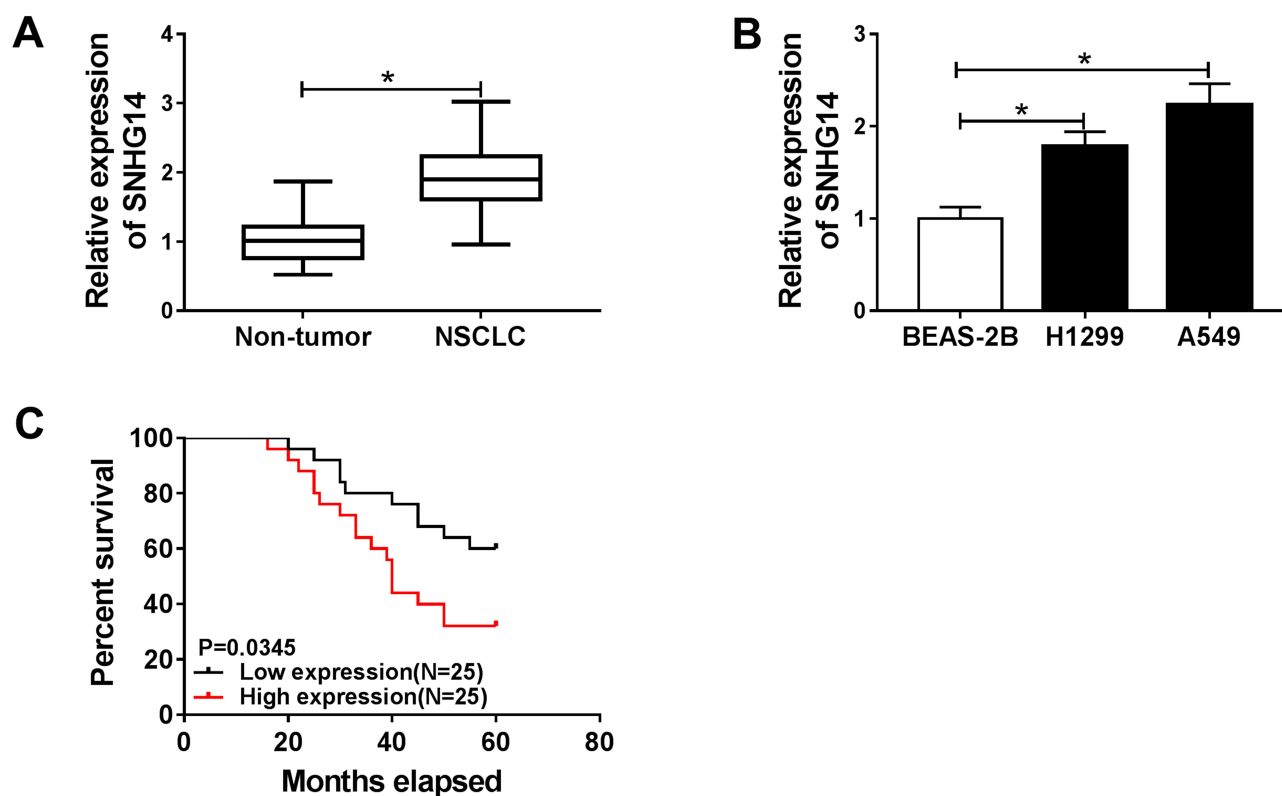 A
Relative expression
of SNHG14
4
3
2
1
0
*
Non-tumor NSCLC
B
Relative expression
of SNHG14
3
2
1
0
*
*
BEAS-2B H1299 A549
C
Percent survival
100
80
60
40
20
0
P=0.0345
Low expression(N=25)
High expression(N=25)
0 20 40 60 80
Months elapsed